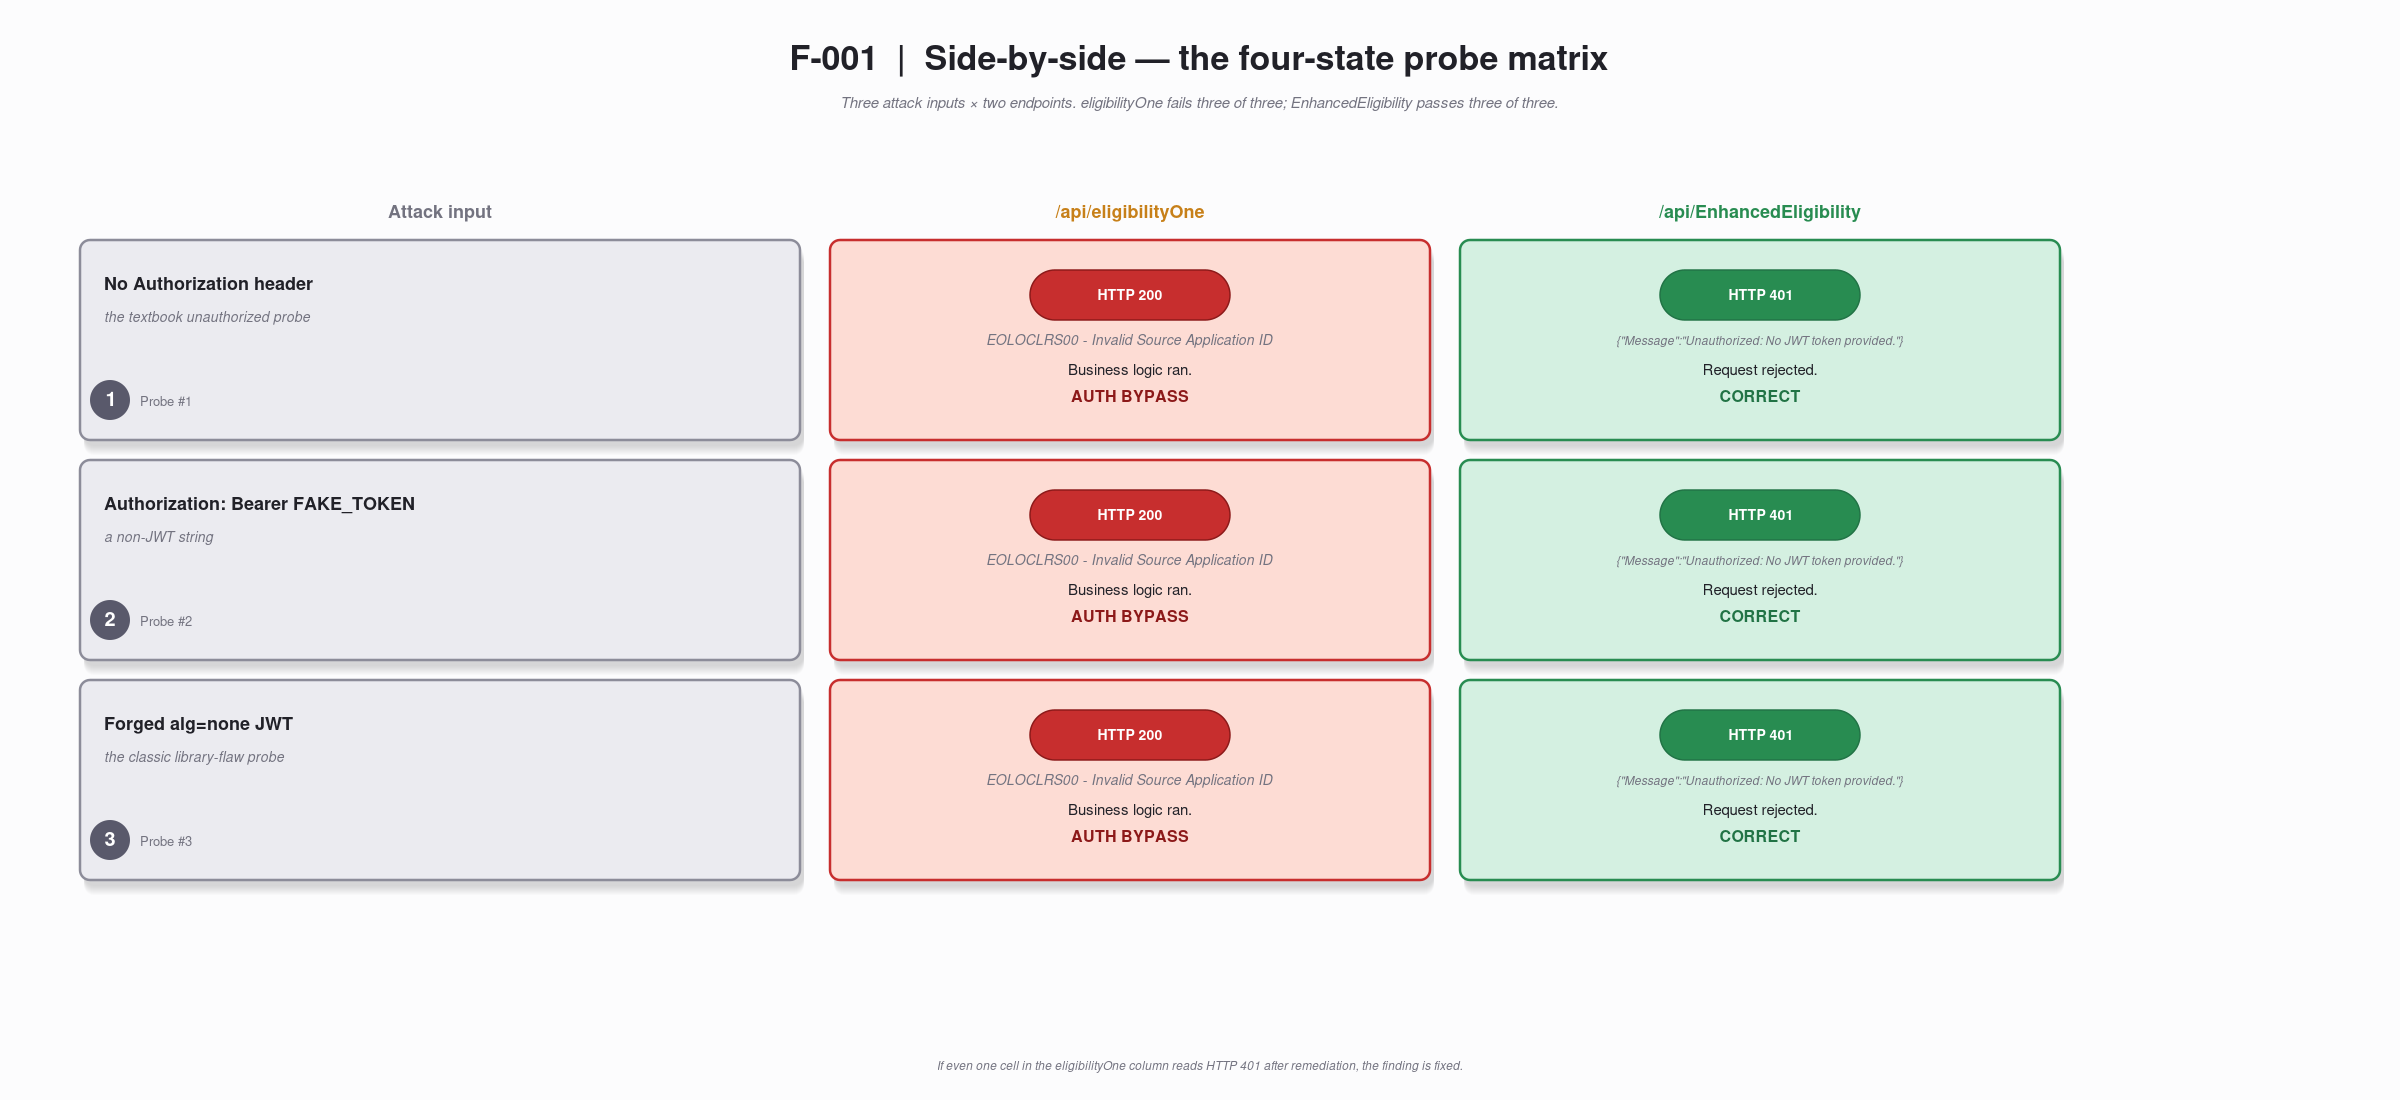 F-001 | Side-by-side — the four-state probe matrix
Three attack inputs × two endpoints. eligibilityOne fails three of three; EnhancedEligibility passes three of three.
Attack input
/api/eligibilityOne
/api/EnhancedEligibility
No Authorization header
the textbook unauthorized probe
1 Probe #1
HTTP 200
EOLOCLRS00 - Invalid Source Application ID
Business logic ran.
AUTH BYPASS
HTTP 401
{"Message":"Unauthorized: No JWT token provided."}
Request rejected.
CORRECT
Authorization: Bearer FAKE_TOKEN
a non-JWT string
2 Probe #2
HTTP 200
EOLOCLRS00 - Invalid Source Application ID
Business logic ran.
AUTH BYPASS
HTTP 401
{"Message":"Unauthorized: No JWT token provided."}
Request rejected.
CORRECT
Forged alg=none JWT
the classic library-flaw probe
3 Probe #3
HTTP 200
EOLOCLRS00 - Invalid Source Application ID
Business logic ran.
AUTH BYPASS
HTTP 401
{"Message":"Unauthorized: No JWT token provided."}
Request rejected.
CORRECT
If even one cell in the eligibilityOne column reads HTTP 401 after remediation, the finding is fixed.